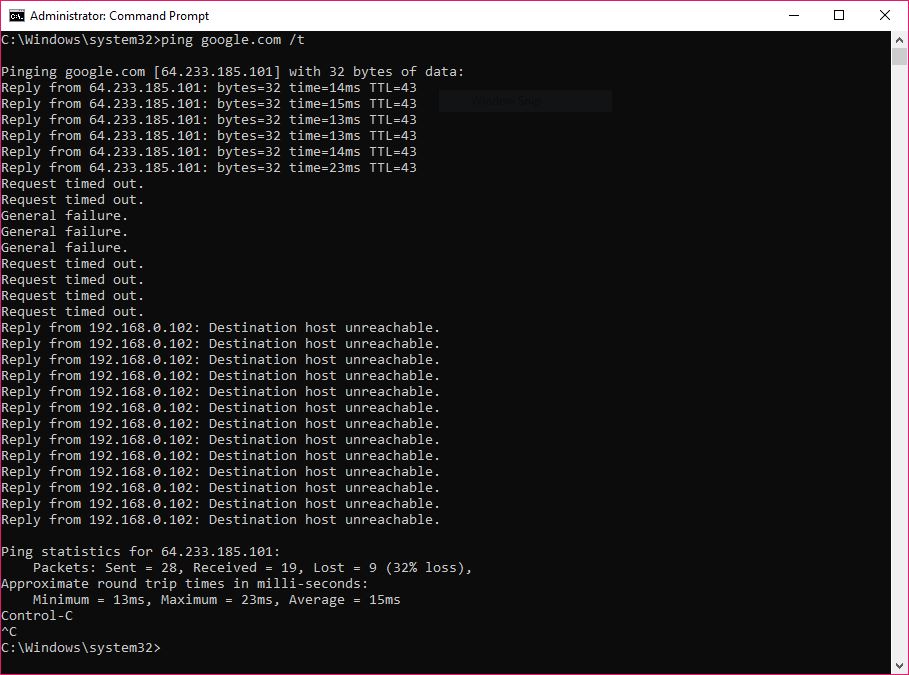 Administrator: Command Prompt
C:\Windows\system32>ping google.com /t
Pinging google.com [64.233.185.101] with 32 bytes of data:
Reply from 64.233.185.101: bytes=32 time=14ms TTL=43
Reply from 64.233.185.101: bytes=32 time=15ms TTL=43
Window Snip
Reply from 64.233.185.101: bytes=32 time=13ms TTL=43
Reply from 64.233.185.101: bytes=32 time=13ms TTL=43
Reply from 64.233.185.101: bytes=32 time=14ms TTL=43
Reply from 64.233.185.101: bytes=32 time=23ms TTL=43
Request timed out.
Request timed out.
General failure.
General failure.
General failure.
Request timed out.
Request timed out.
Request timed out.
Request timed out.
Reply from 192.168.0.102: Destination host unreachable.
Reply from 192.168.0.102: Destination host unreachable.
Reply from 192.168.0.102: Destination host unreachable.
Reply from 192.168.0.102: Destination host unreachable.
Reply from 192.168.0.102: Destination host unreachable.
Reply from 192.168.0.102: Destination host unreachable.
Reply from 192.168.0.102: Destination host unreachable.
Reply from 192.168.0.102: Destination host unreachable.
Reply from 192.168.0.102: Destination host unreachable.
Reply from 192.168.0.102: Destination host unreachable.
Reply from 192.168.0.102: Destination host unreachable.
Reply from 192.168.0.102: Destination host unreachable.
Reply from 192.168.0.102: Destination host unreachable.
Ping statistics for 64.233.185.101:
    Packets: Sent = 28, Received = 19, Lost = 9 (32% loss),
Approximate round trip times in milli-seconds:
    Minimum = 13ms, Maximum = 23ms, Average = 15ms
Control-C
^C
C:\Windows\system32>